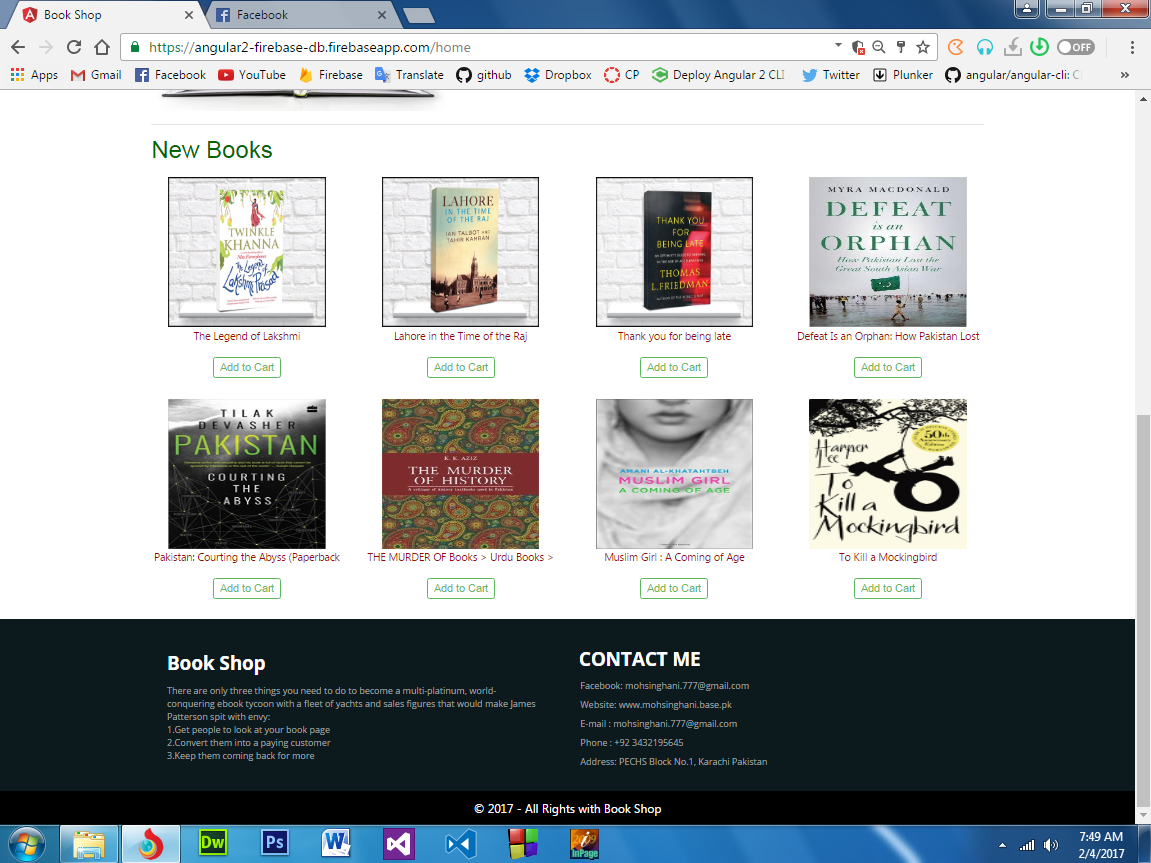 Book Shop
Facebook
https://angular2-firebase-db.firebaseapp.com/home
OFF
Apps
Gmail
Facebook
YouTube
Firebase
Translate
github
Dropbox
CP
Deploy Angular 2 CLI
Twitter
Plunker
angular/angular-cli: C
New Books
TWINKLE
KHANNA
Mrs Funnybones
The Legend of
Lakshmi Prasad
The Legend of Lakshmi
Add to Cart
LAHORE
IN THE TIME
OF THE RAJ
IAN TALBOT AND
TAHIR KAMRAN
Lahore in the Time of the Raj
Add to Cart
THANK YOU
FOR
BEING LATE
THOMAS
L.FRIEDMAN
Thank you for being late
Add to Cart
MYRA MACDONALD
DEFEAT
is an
ORPHAN
How Pakistan Lost the
Great South Asian War
Defeat Is an Orphan: How Pakistan Lost
Add to Cart
TILAK
DEVASHER
PAKISTAN
COURTING
THE
ABYSS
Pakistan: Courting the Abyss (Paperback
Add to Cart
K. K. AZIZ
THE MURDER
OF HISTORY
A critique of history textbooks used in Pakistan
THE MURDER OF Books > Urdu Books >
Add to Cart
AMANI AL-KHATAHTBEH
MUSLIM GIRL
A COMING OF AGE
Muslim Girl : A Coming of Age
Add to Cart
Harper
Lee
50th
Anniversary
Edition
To
Kill a
Mockingbird
To Kill a Mockingbird
Add to Cart
Book Shop
There are only three things you need to do to become a multi-platinum, world-
conquering ebook tycoon with a fleet of yachts and sales figures that would make James
Patterson spit with envy:
1.Get people to look at your book page
2.Convert them into a paying customer
3.Keep them coming back for more
CONTACT ME
Facebook: mohsinghani.777@gmail.com
Website: www.mohsinghani.base.pk
E-mail : mohsinghani.777@gmail.com
Phone : +92 3432195645
Address: PECHS Block No.1, Karachi Pakistan
© 2017 - All Rights with Book Shop
Dw
Ps
W
2009
InPage
7:49 AM
2/4/2017